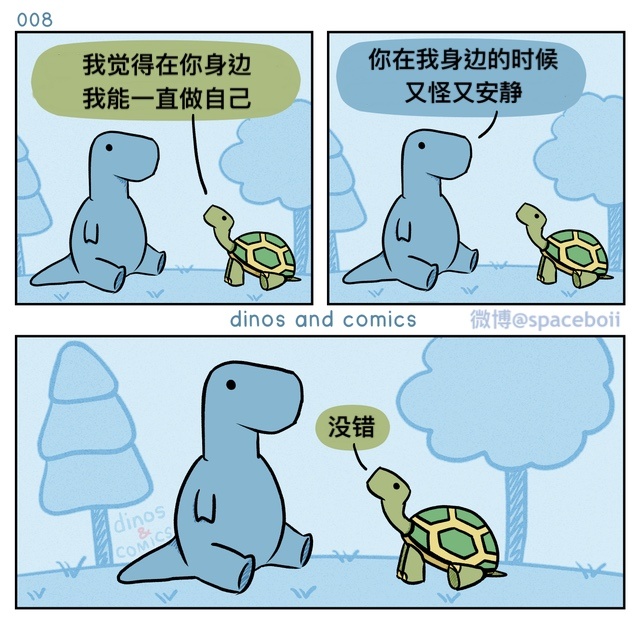 008
我觉得在你身边
我能一直做自己
你在我身边的时候
又怪又安静
dinos and comics
微博@spaceboii
没错
dinos
&
comics